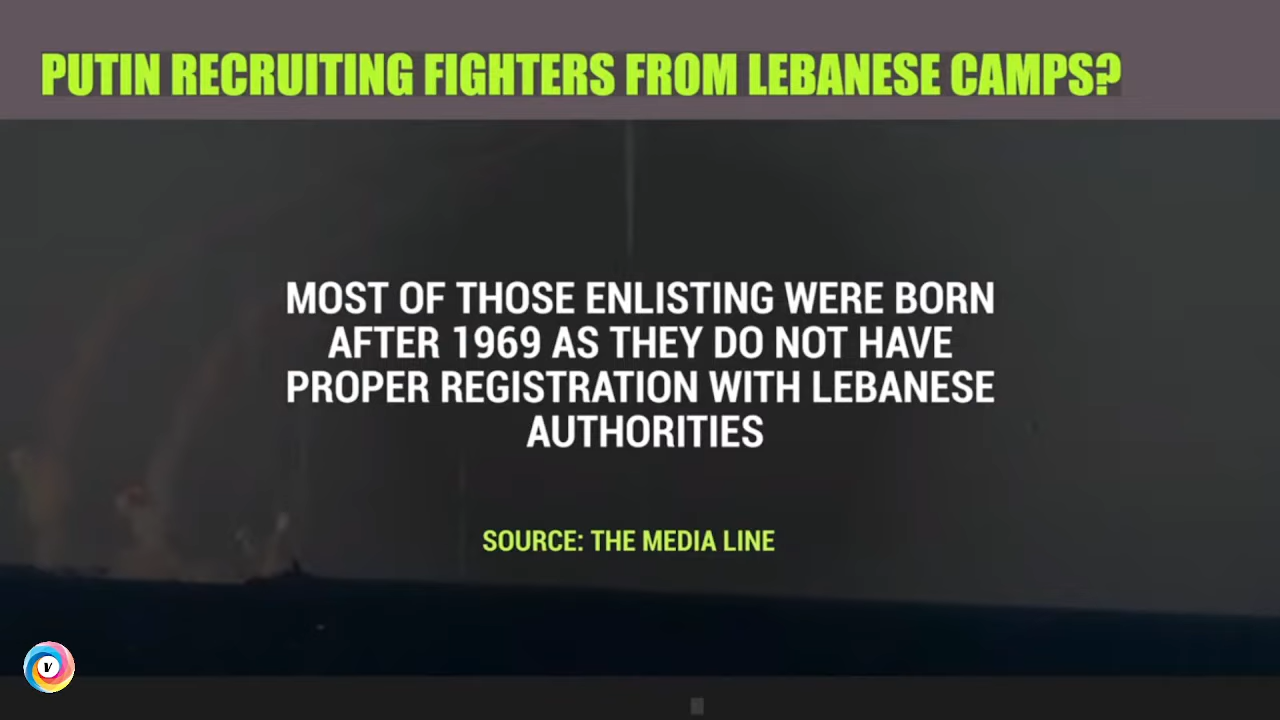 PUTIN RECRUITING FIGHTERS FROM LEBANESE CAMPS?
MOST OF THOSE ENLISTING WERE BORN
AFTER 1969 AS THEY DO NOT HAVE
PROPER REGISTRATION WITH LEBANESE
AUTHORITIES
SOURCE: THE MEDIA LINE
V